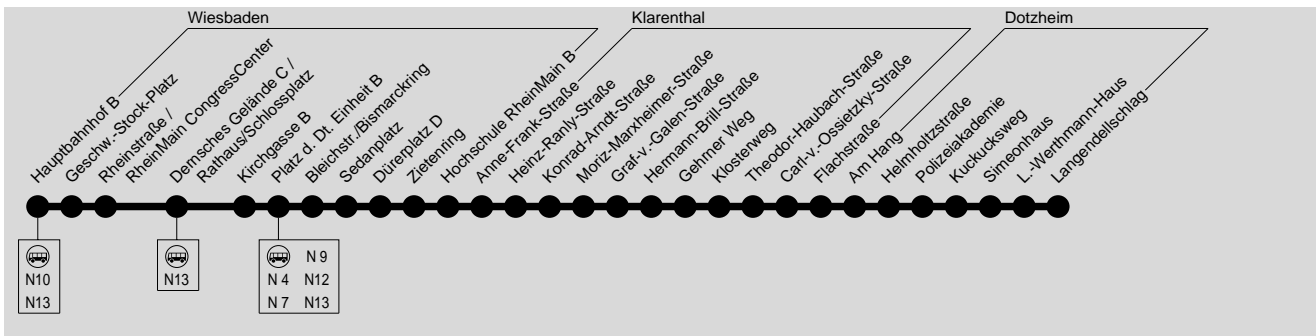 Wiesbaden
Klarenthal
Dotzheim
Hauptbahnhof B
Geschw.-Stock-Platz
Rheinstraße /
RheinMain CongressCenter
Dernsches Gelände C /
Rathaus/Schlossplatz
Kirchgasse B
Platz d. Dt. Einheit B
Bleichstr./Bismarckring
Sedanplatz
Dürerplatz D
Zietenring
Hochschule RheinMain B
Anne-Frank-Straße
Heinz-Ranly-Straße
Konrad-Arndt-Straße
Moriz-Marxheimer-Straße
Graf-v.-Galen-Straße
Hermann-Brill-Straße
Gehrner Weg
Klosterweg
Theodor-Haubach-Straße
Carl-v.-Ossietzky-Straße
Flachstraße
Am Hang
Helmholtzstraße
Polizeiakademie
Kuckucksweg
Simeonhaus
L.-Werthmann-Haus
Langendellschlag
N10
N13
N13
N 9
N 4 N12
N 7 N13